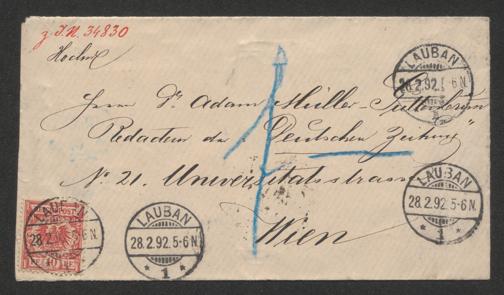 z. I.N. 34830
Hochw.
Herrn Dr Adam Müller-Guttenbrunn
Redacteur der "Deutschen Zeitung"
No 21. Universitätsstrasse
Wien
LAUBAN
28.2.92. 5-6 N.
* 1 *
LAUBAN
28.2.92. 5-6 N.
* 1 *
LAUBAN
28.2.92. 5-6 N.
* 1 *
LAUBAN
28.2. 6 N.